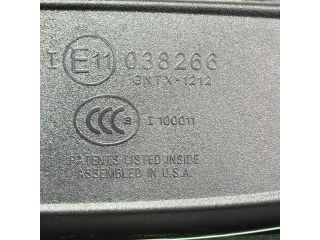 I E11 038266
GNTX-1212
CCC S I 100011
PATENTS LISTED INSIDE
ASSEMBLED IN U.S.A.